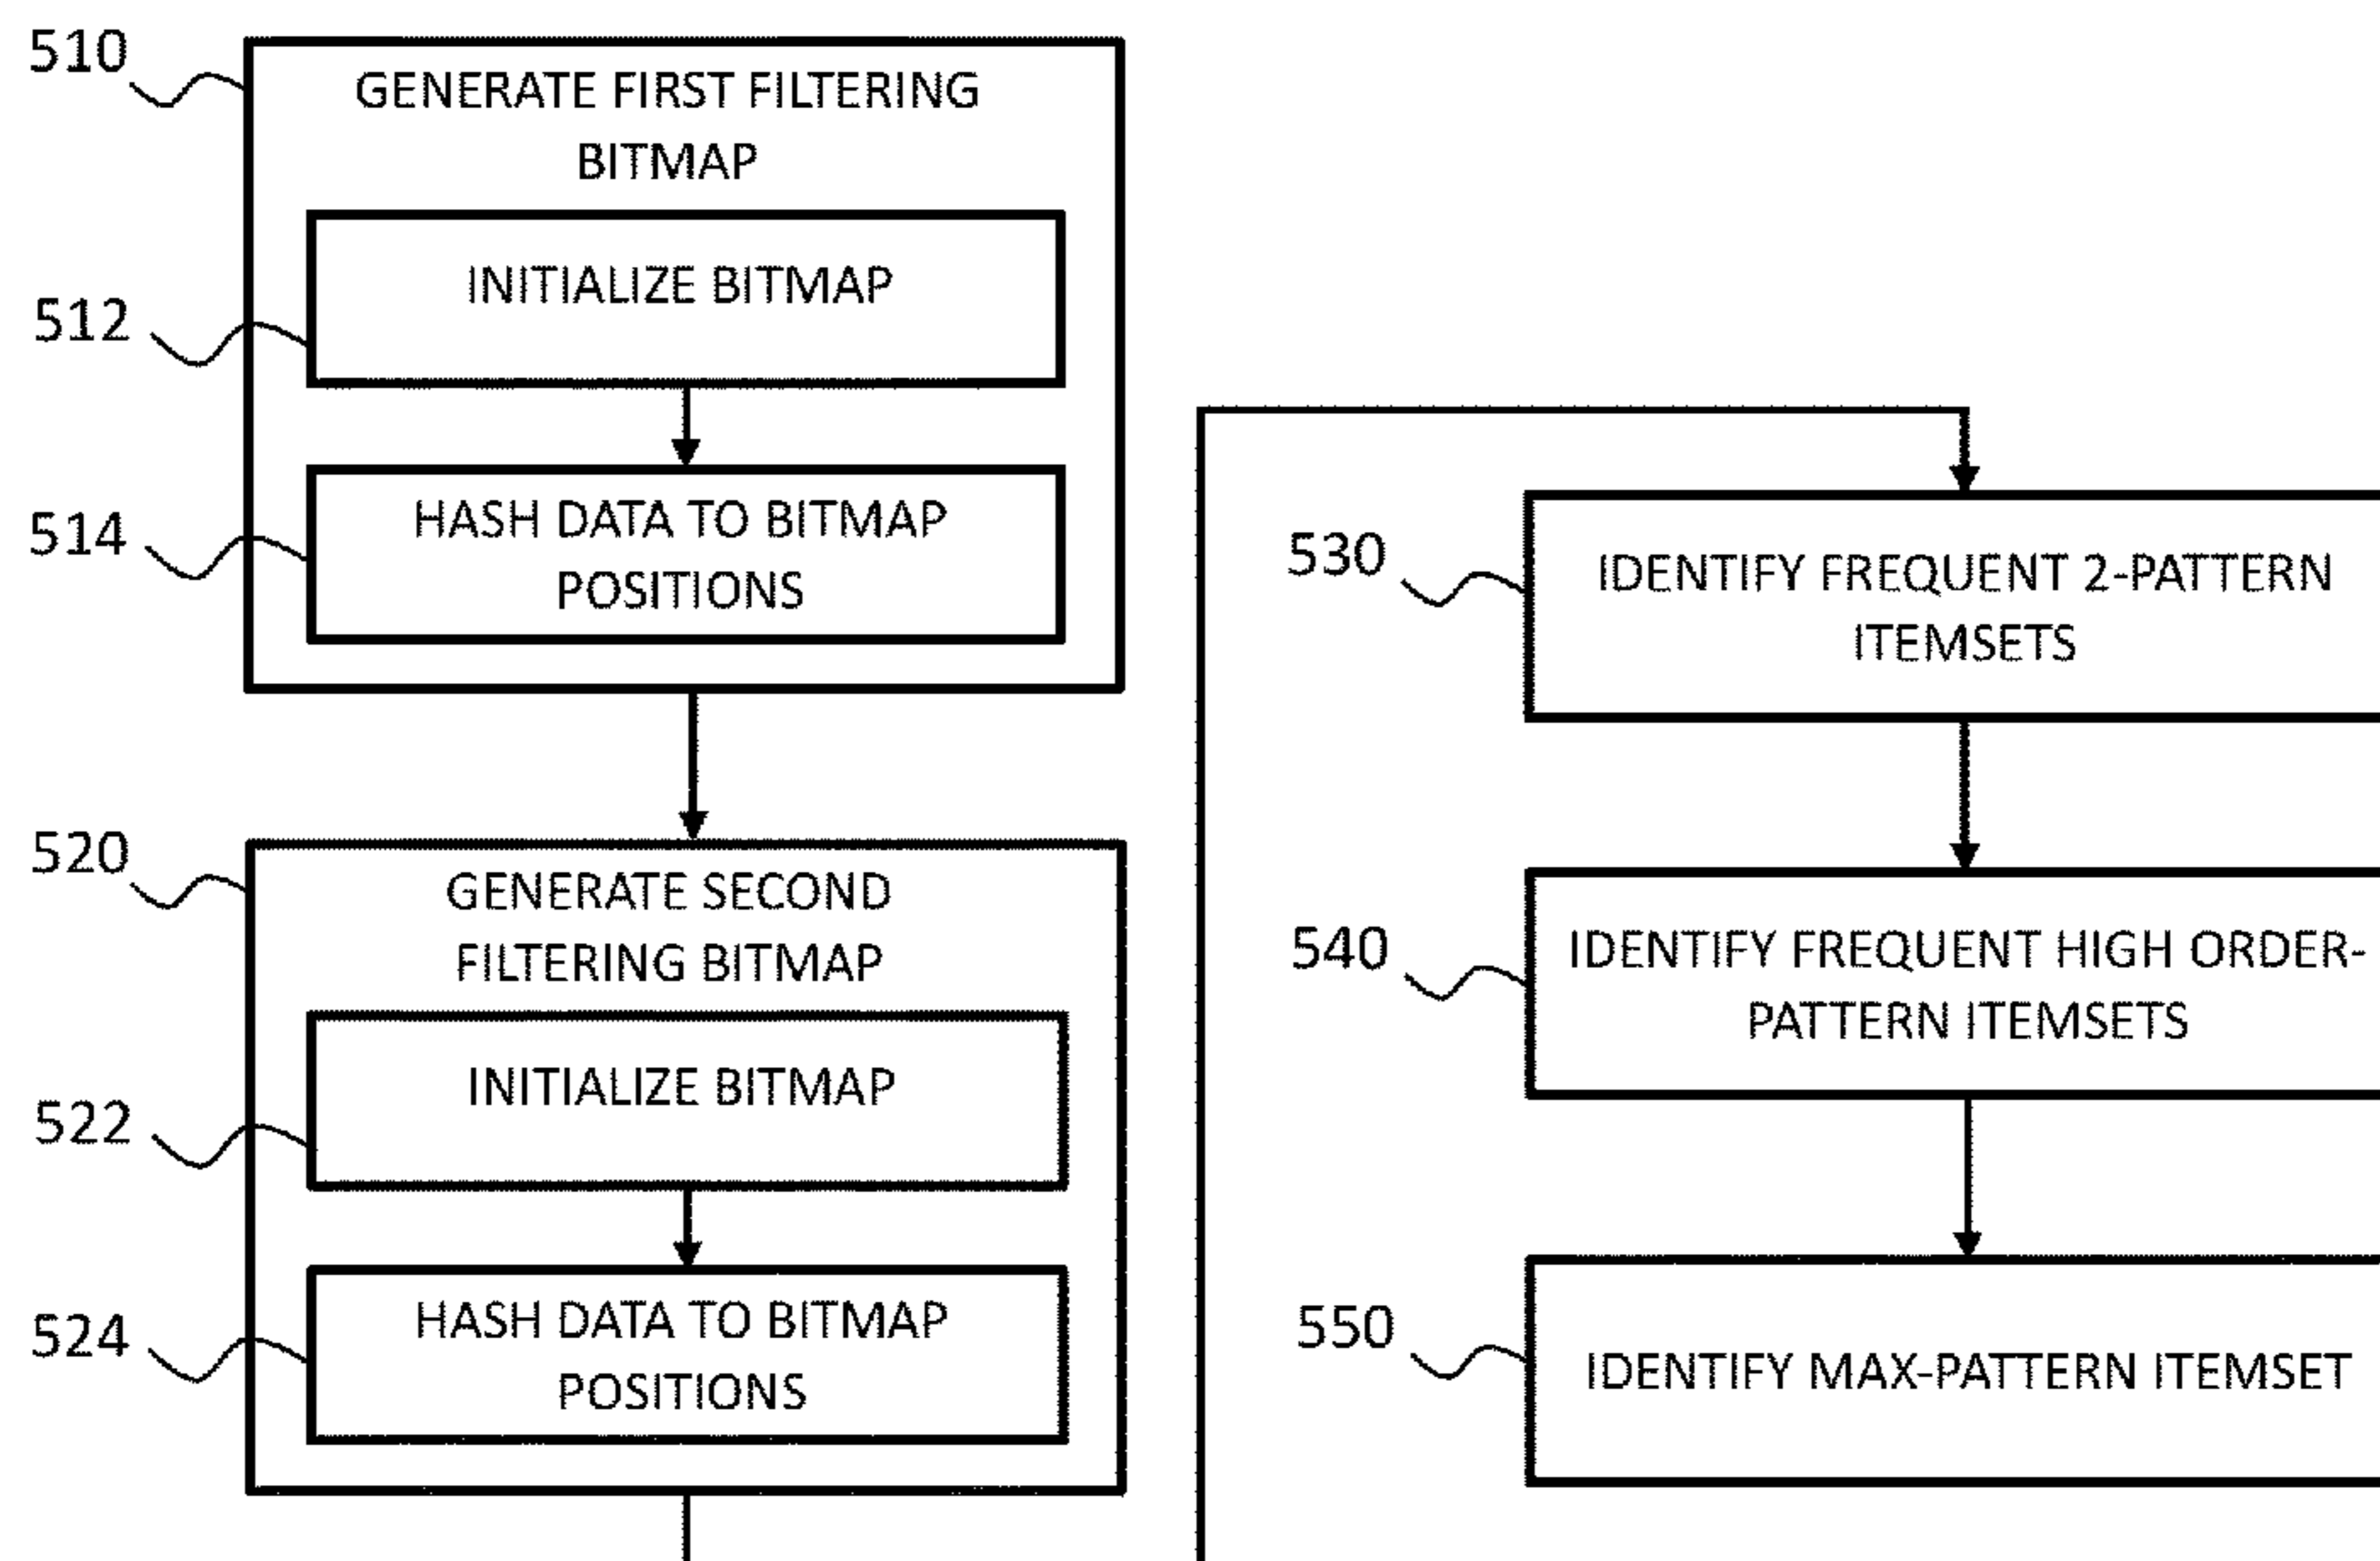 510
GENERATE FIRST FILTERING
BITMAP
512
INITIALIZE BITMAP
514
HASH DATA TO BITMAP
POSITIONS
520
GENERATE SECOND
FILTERING BITMAP
522
INITIALIZE BITMAP
524
HASH DATA TO BITMAP
POSITIONS
530
IDENTIFY FREQUENT 2-PATTERN
ITEMSETS
540
IDENTIFY FREQUENT HIGH ORDER-
PATTERN ITEMSETS
550
IDENTIFY MAX-PATTERN ITEMSET